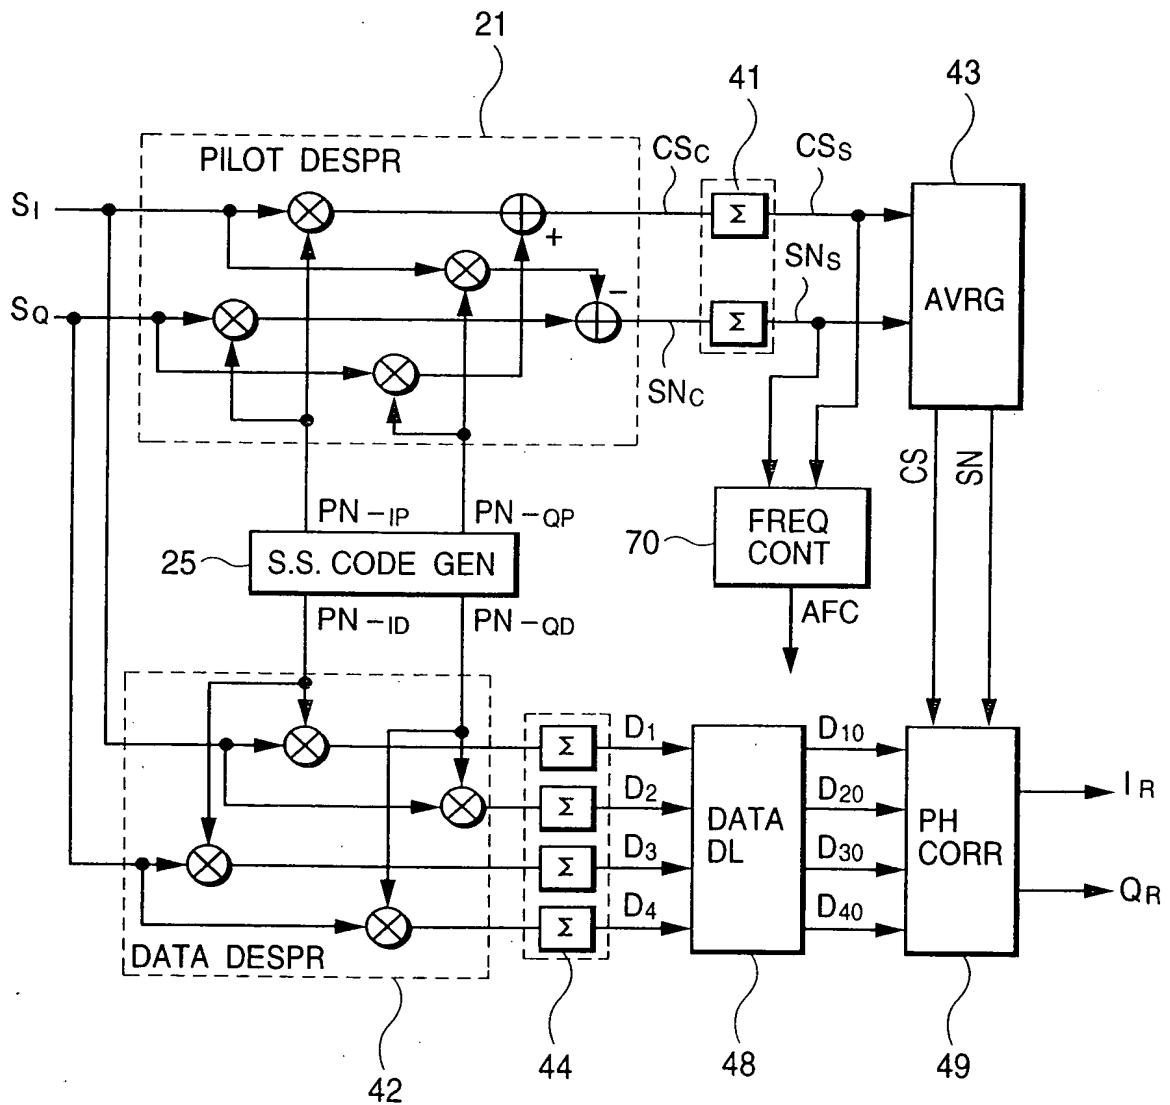 21
41
43
PILOT DESPR
CSC
CSS
SI
Σ
+
SNS
AVRG
−
SQ
Σ
SNC
CS
SN
PN-IP
PN-QP
FREQ
CONT
70
25
S.S. CODE GEN
AFC
PN-ID
PN-QD
Σ
D1
D10
IR
Σ
D2
D20
DATA
DL
PH
CORR
Σ
D3
D30
QR
Σ
D4
D40
DATA DESPR
42
44
48
49